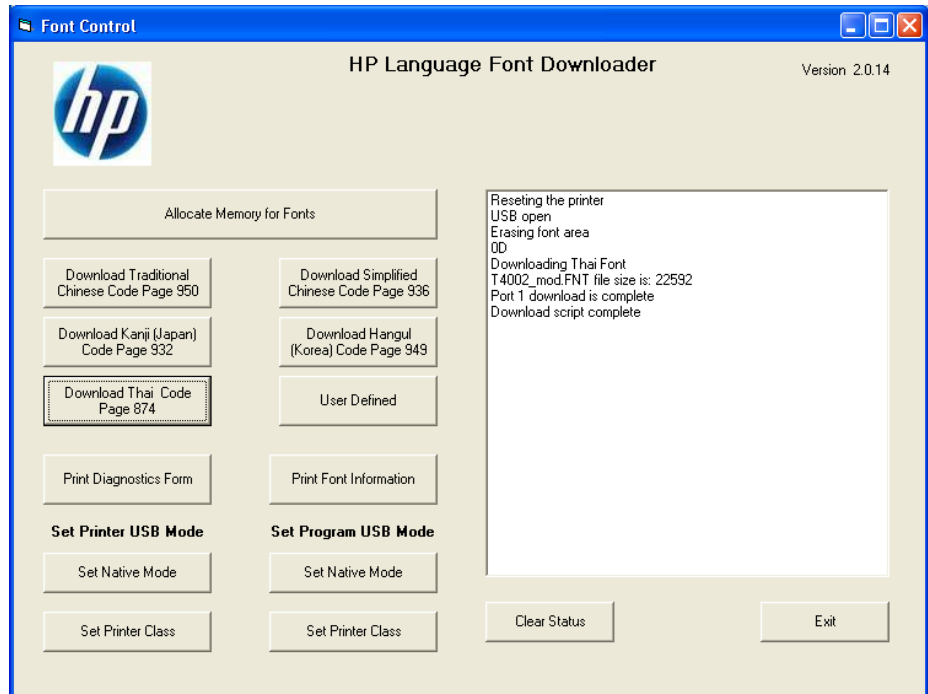 Font Control
HP Language Font Downloader
Version 2.0.14
hp
Allocate Memory for Fonts
Download Traditional
Chinese Code Page 950
Download Simplified
Chinese Code Page 936
Download Kanji (Japan)
Code Page 932
Download Hangul
(Korea) Code Page 949
Download Thai Code
Page 874
User Defined
Print Diagnostics Form
Print Font Information
Set Printer USB Mode
Set Program USB Mode
Set Native Mode
Set Native Mode
Set Printer Class
Set Printer Class
Reseting the printer
USB open
Erasing font area
0D
Downloading Thai Font
T4002_mod.FNT file size is: 22592
Port 1 download is complete
Download script complete
Clear Status
Exit